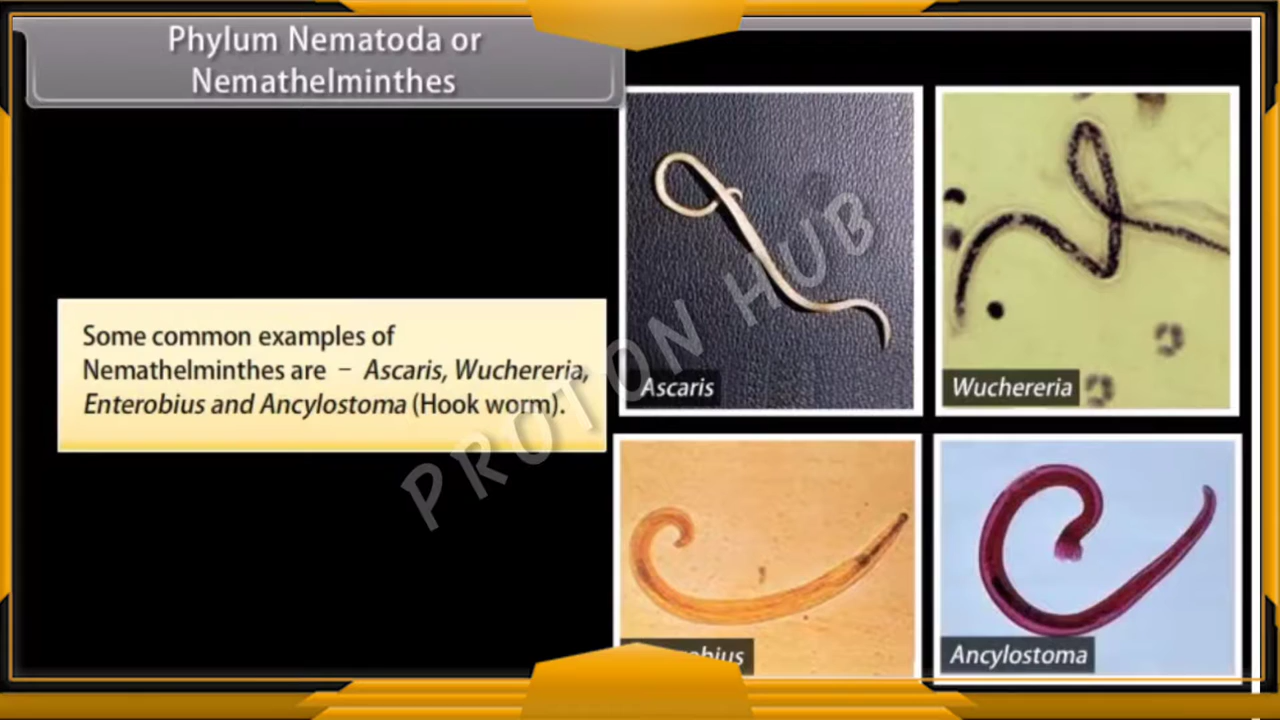 Phylum Nematoda or
Nemathelminthes
Some common examples of
Nemathelminthes are – Ascaris, Wuchereria,
Enterobius and Ancylostoma (Hook worm).
Ascaris
Wuchereria
Ancylostoma
PROTON HUB